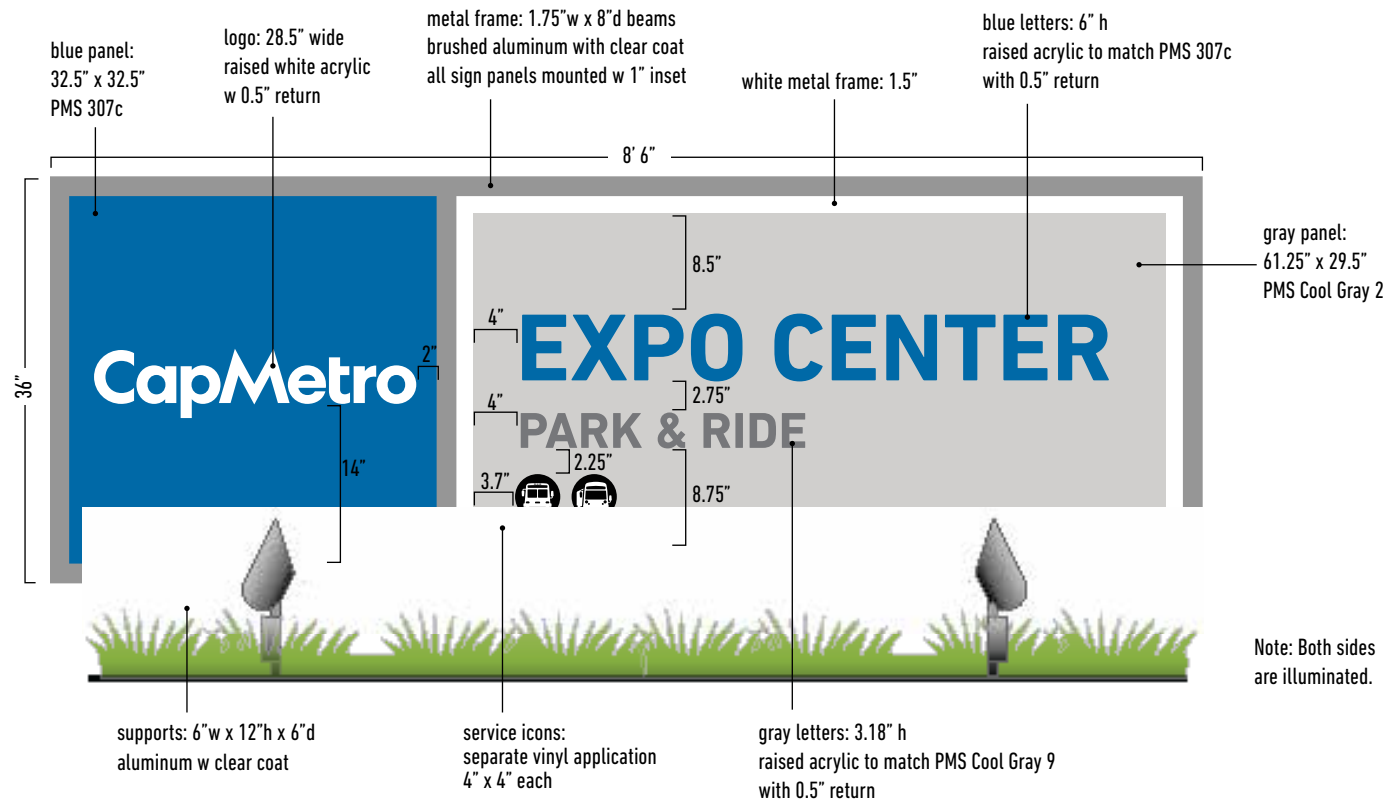 blue panel:
32.5” x 32.5”
PMS 307c
logo: 28.5” wide
raised white acrylic
w 0.5” return
metal frame: 1.75”w x 8”d beams
brushed aluminum with clear coat
all sign panels mounted w 1” inset
white metal frame: 1.5”
blue letters: 6” h
raised acrylic to match PMS 307c
with 0.5” return
8’ 6”
gray panel:
61.25” x 29.5”
PMS Cool Gray 2
36”
8.5”
4”
EXPO CENTER
2”
CapMetro
2.75”
4”
PARK & RIDE
14”
2.25”
3.7”
8.75”
Note: Both sides
are illuminated.
supports: 6”w x 12”h x 6”d
aluminum w clear coat
service icons:
separate vinyl application
4” x 4” each
gray letters: 3.18” h
raised acrylic to match PMS Cool Gray 9
with 0.5” return